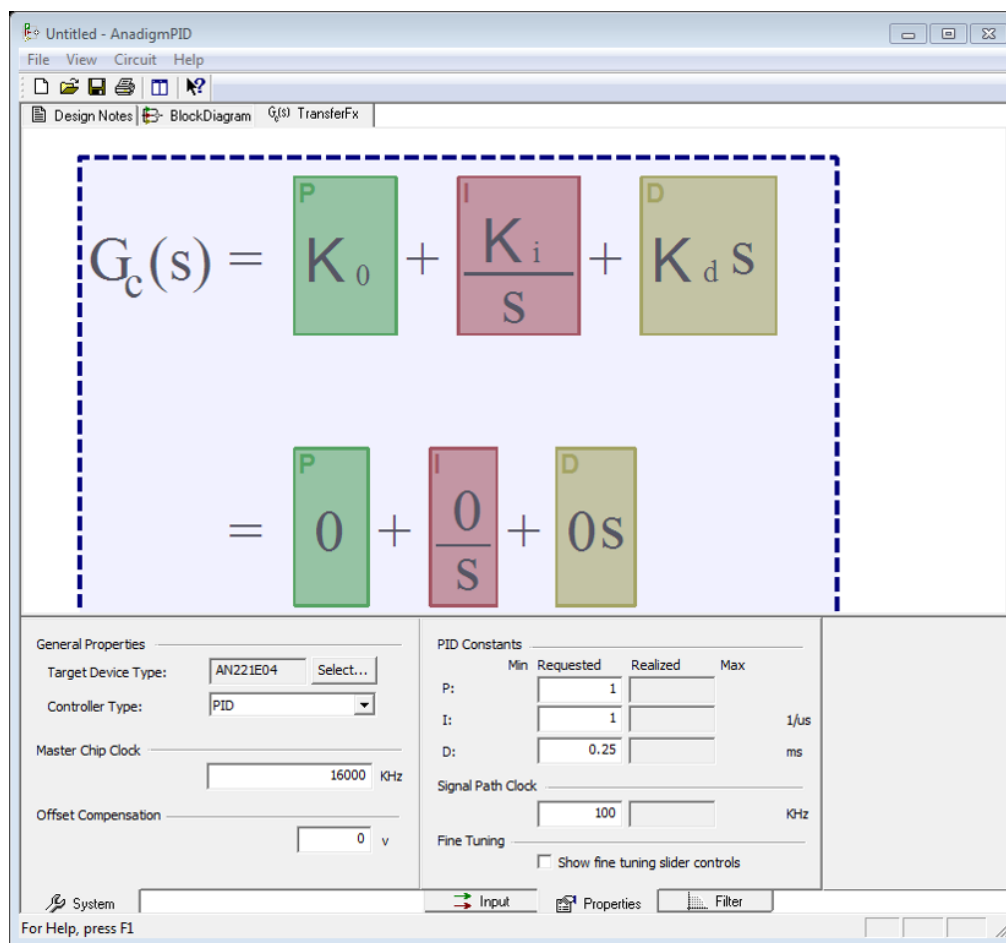 Untitled - AnadigmPID
File View Circuit Help
Design Notes BlockDiagram Gc(s) TransferFx
P I D
Gc(s) = K0 + Ki/s + Kd s
P I D
= 0 + 0/s + 0s
General Properties
Target Device Type: AN221E04 Select...
Controller Type: PID
Master Chip Clock
16000 KHz
Offset Compensation
0 v
PID Constants
Min Requested Realized Max
P: 1
I: 1 1/us
D: 0.25 ms
Signal Path Clock
100 KHz
Fine Tuning
Show fine tuning slider controls
System Input Properties Filter
For Help, press F1